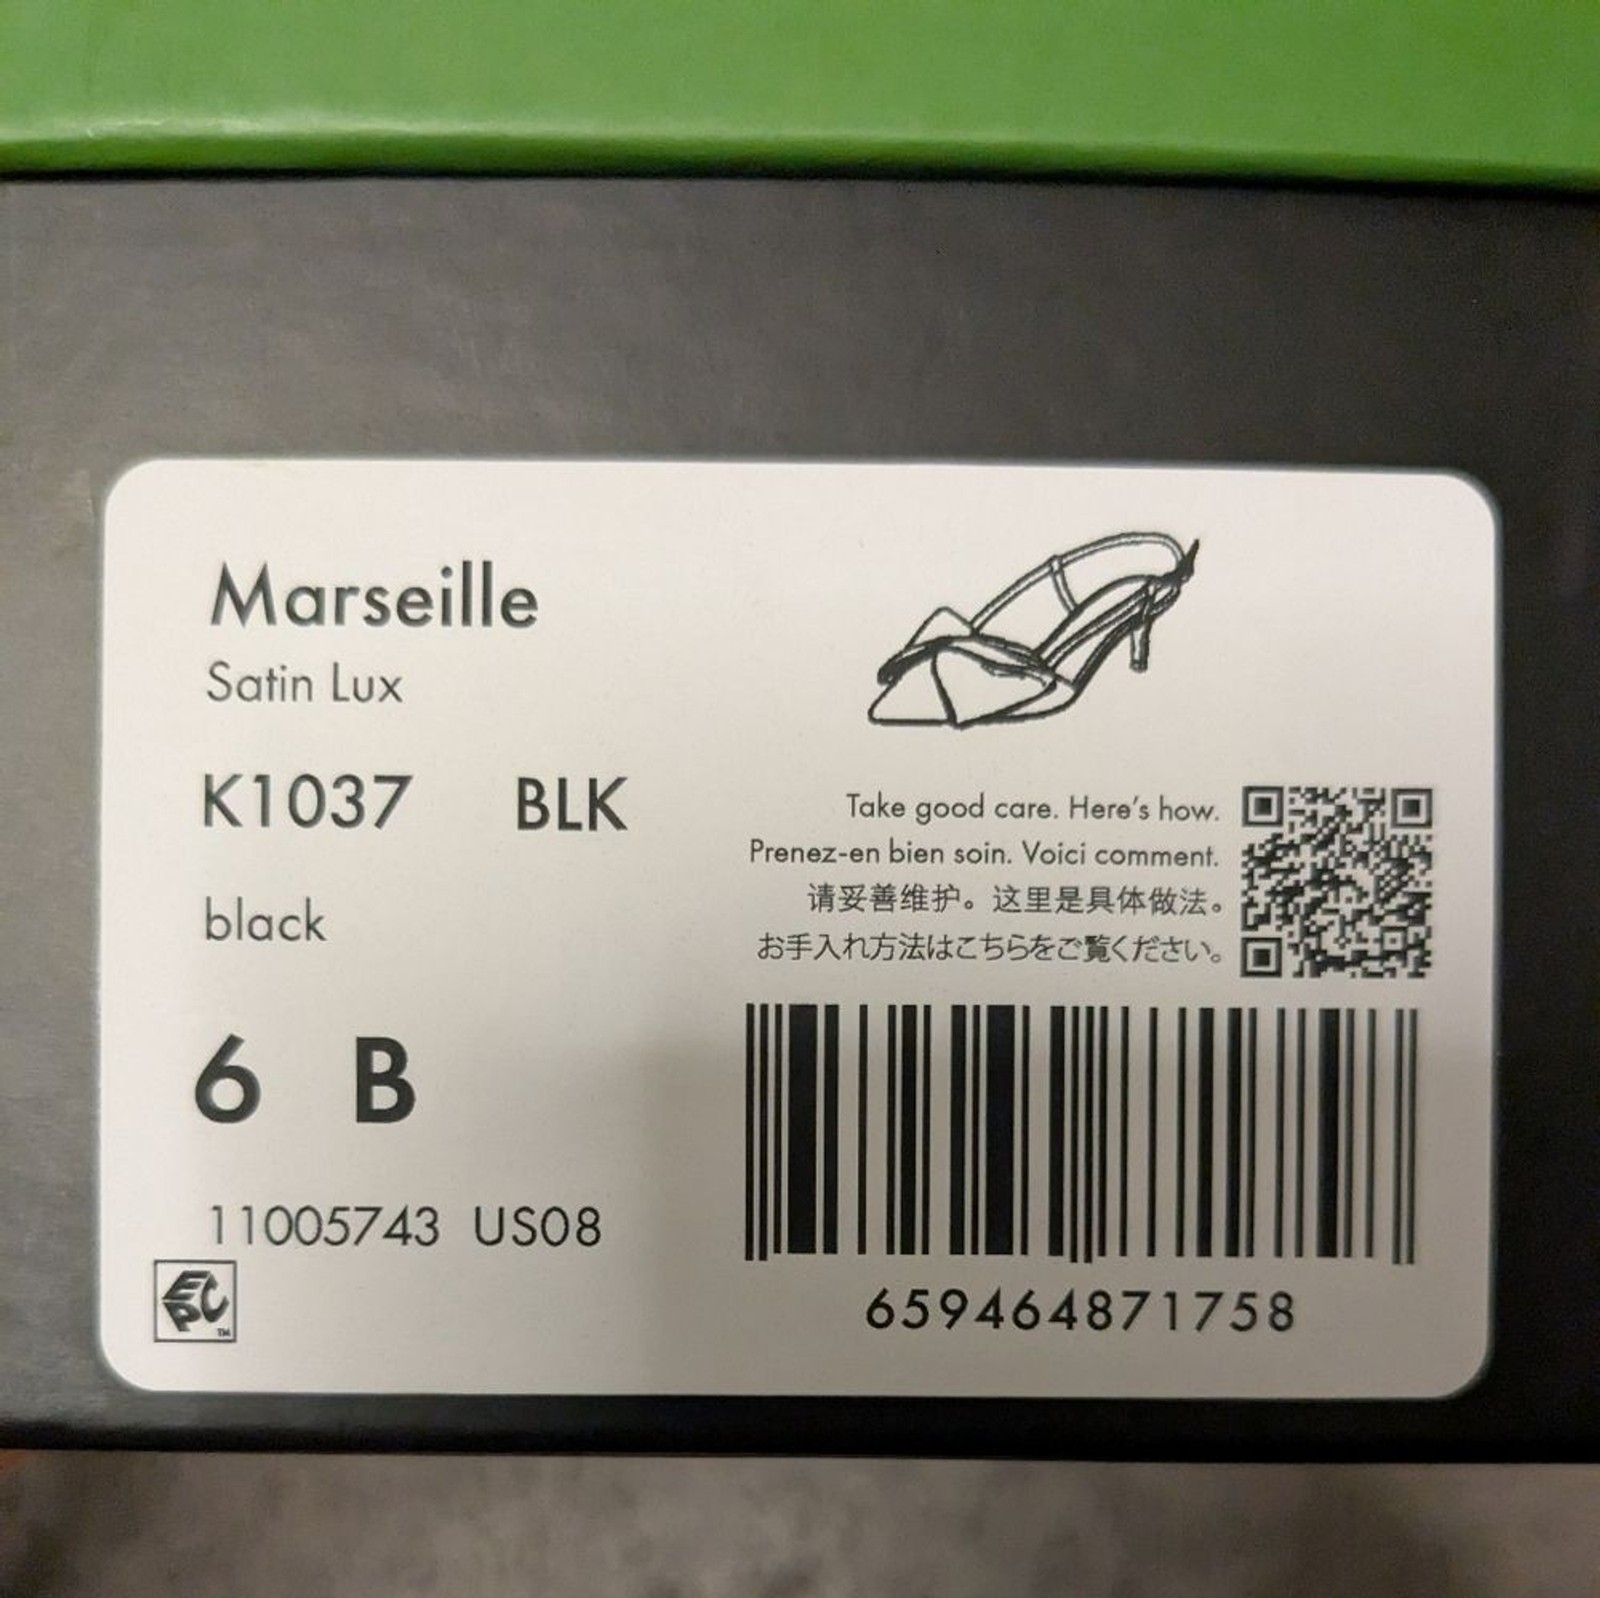 Marseille
Satin Lux
K1037 BLK
black
6 B
11005743 US08
EPC
TM
Take good care. Here's how.
Prenez-en bien soin. Voici comment.
请妥善维护。这里是具体做法。
お手入れ方法はこちらをご覧ください。
659464871758